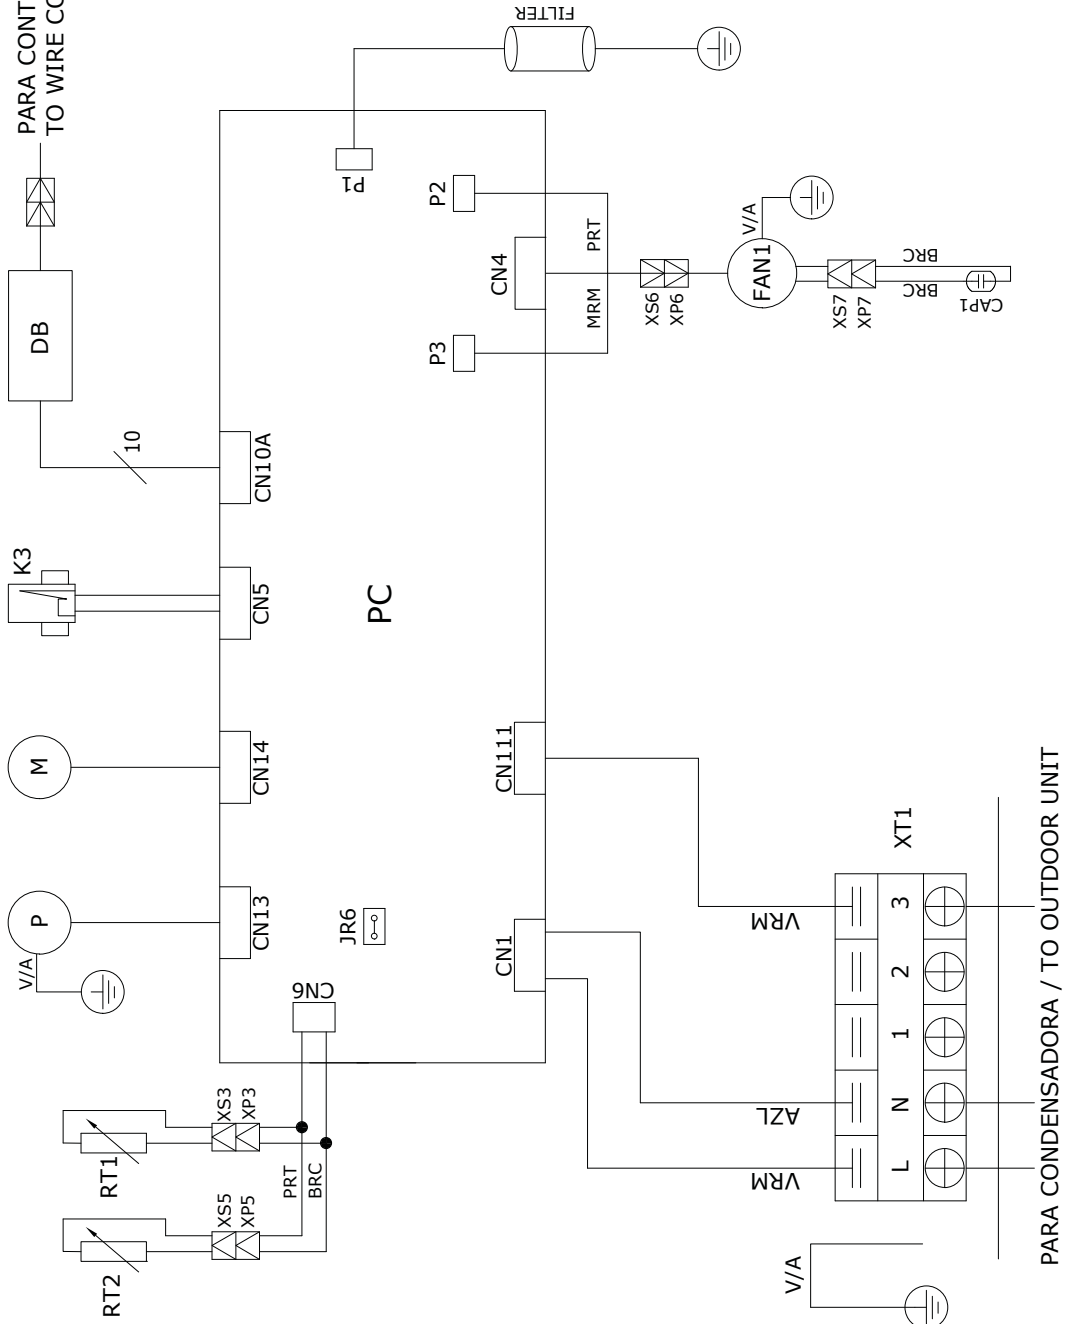 PARA CONT
TO WIRE CO
FILTER
DB
10
K3
M
P
V/A
P1
P2
CN4
P3
PRT
MRM
CN10A
CN5
CN14
CN13
CN6
JR6
PC
CN111
CN1
XS6
XP6
FAN1
V/A
XS7
XP7
BRC
BRC
CAP1
RT1
XS3
XP3
RT2
XS5
XP5
PRT
BRC
VRM
AZL
VRM
XT1
L
N
1
2
3
V/A
PARA CONDENSADORA / TO OUTDOOR UNIT